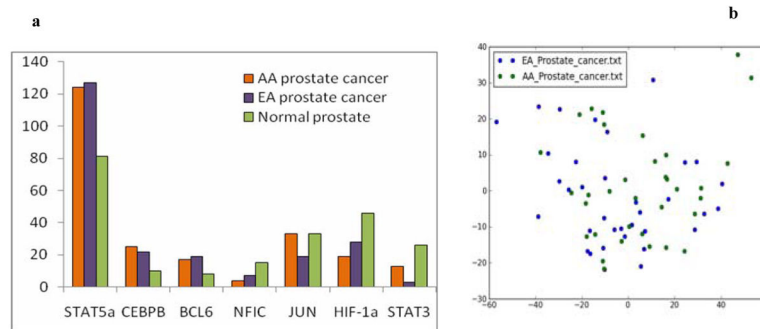 a
b
140
120
100
80
60
40
20
0
AA prostate cancer
EA prostate cancer
Normal prostate
STAT5a CEBPB BCL6 NFIC JUN HIF-1a STAT3
40
30
20
10
0
−10
−20
−30
EA_Prostate_cancer.txt
AA_Prostate_cancer.txt
−60 −40 −20 0 20 40 60